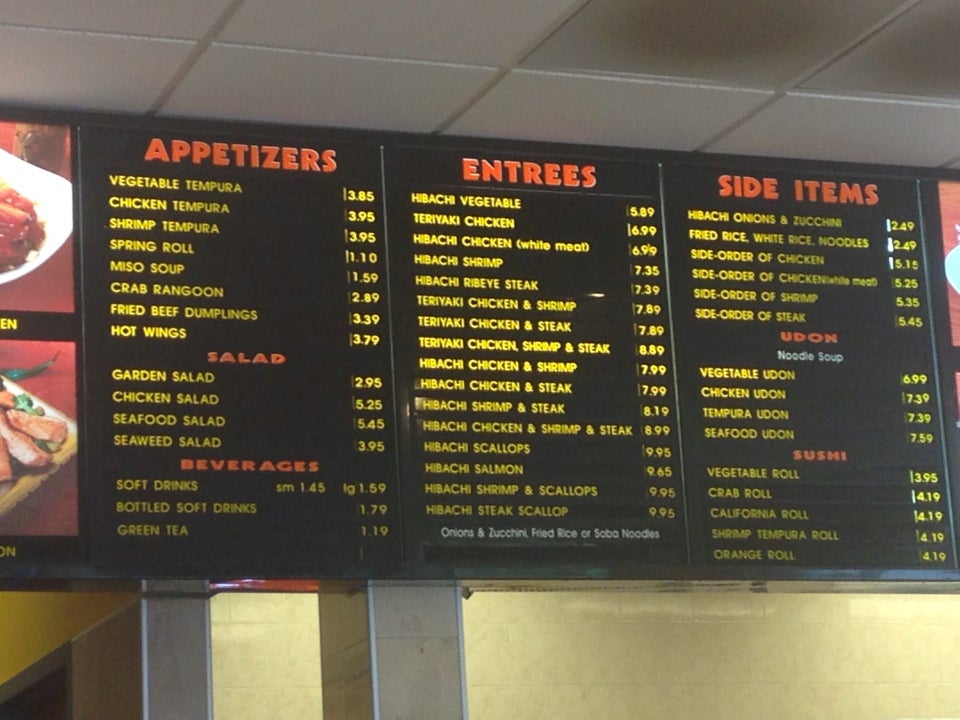 APPETIZERS
VEGETABLE TEMPURA 3.85
CHICKEN TEMPURA 3.95
SHRIMP TEMPURA 3.95
SPRING ROLL 1.10
MISO SOUP 1.59
CRAB RANGOON 2.89
FRIED BEEF DUMPLINGS 3.39
HOT WINGS 3.79
SALAD
GARDEN SALAD 2.95
CHICKEN SALAD 5.25
SEAFOOD SALAD 5.45
SEAWEED SALAD 3.95
BEVERAGES
SOFT DRINKS sm 1.45 lg 1.59
BOTTLED SOFT DRINKS 1.79
GREEN TEA 1.19
ENTREES
HIBACHI VEGETABLE 5.89
TERIYAKI CHICKEN 6.99
HIBACHI CHICKEN (white meat) 6.99
HIBACHI SHRIMP 7.35
HIBACHI RIBEYE STEAK 7.39
TERIYAKI CHICKEN & SHRIMP 7.89
TERIYAKI CHICKEN & STEAK 7.89
TERIYAKI CHICKEN, SHRIMP & STEAK 8.89
HIBACHI CHICKEN & SHRIMP 7.99
HIBACHI CHICKEN & STEAK 7.99
HIBACHI SHRIMP & STEAK 8.19
HIBACHI CHICKEN & SHRIMP & STEAK 8.99
HIBACHI SCALLOPS 9.95
HIBACHI SALMON 9.65
HIBACHI SHRIMP & SCALLOPS 9.95
HIBACHI STEAK SCALLOP 9.95
Onions & Zucchini, Fried Rice or Soba Noodles
SIDE ITEMS
HIBACHI ONIONS & ZUCCHINI 2.49
FRIED RICE, WHITE RICE, NOODLES 2.49
SIDE-ORDER OF CHICKEN 5.15
SIDE-ORDER OF CHICKEN(white meat) 5.25
SIDE-ORDER OF SHRIMP 5.35
SIDE-ORDER OF STEAK 5.45
UDON
Noodle Soup
VEGETABLE UDON 6.99
CHICKEN UDON 7.39
TEMPURA UDON 7.39
SEAFOOD UDON 7.59
SUSHI
VEGETABLE ROLL 3.95
CRAB ROLL 4.19
CALIFORNIA ROLL 4.19
SHRIMP TEMPURA ROLL 4.19
ORANGE ROLL 4.19